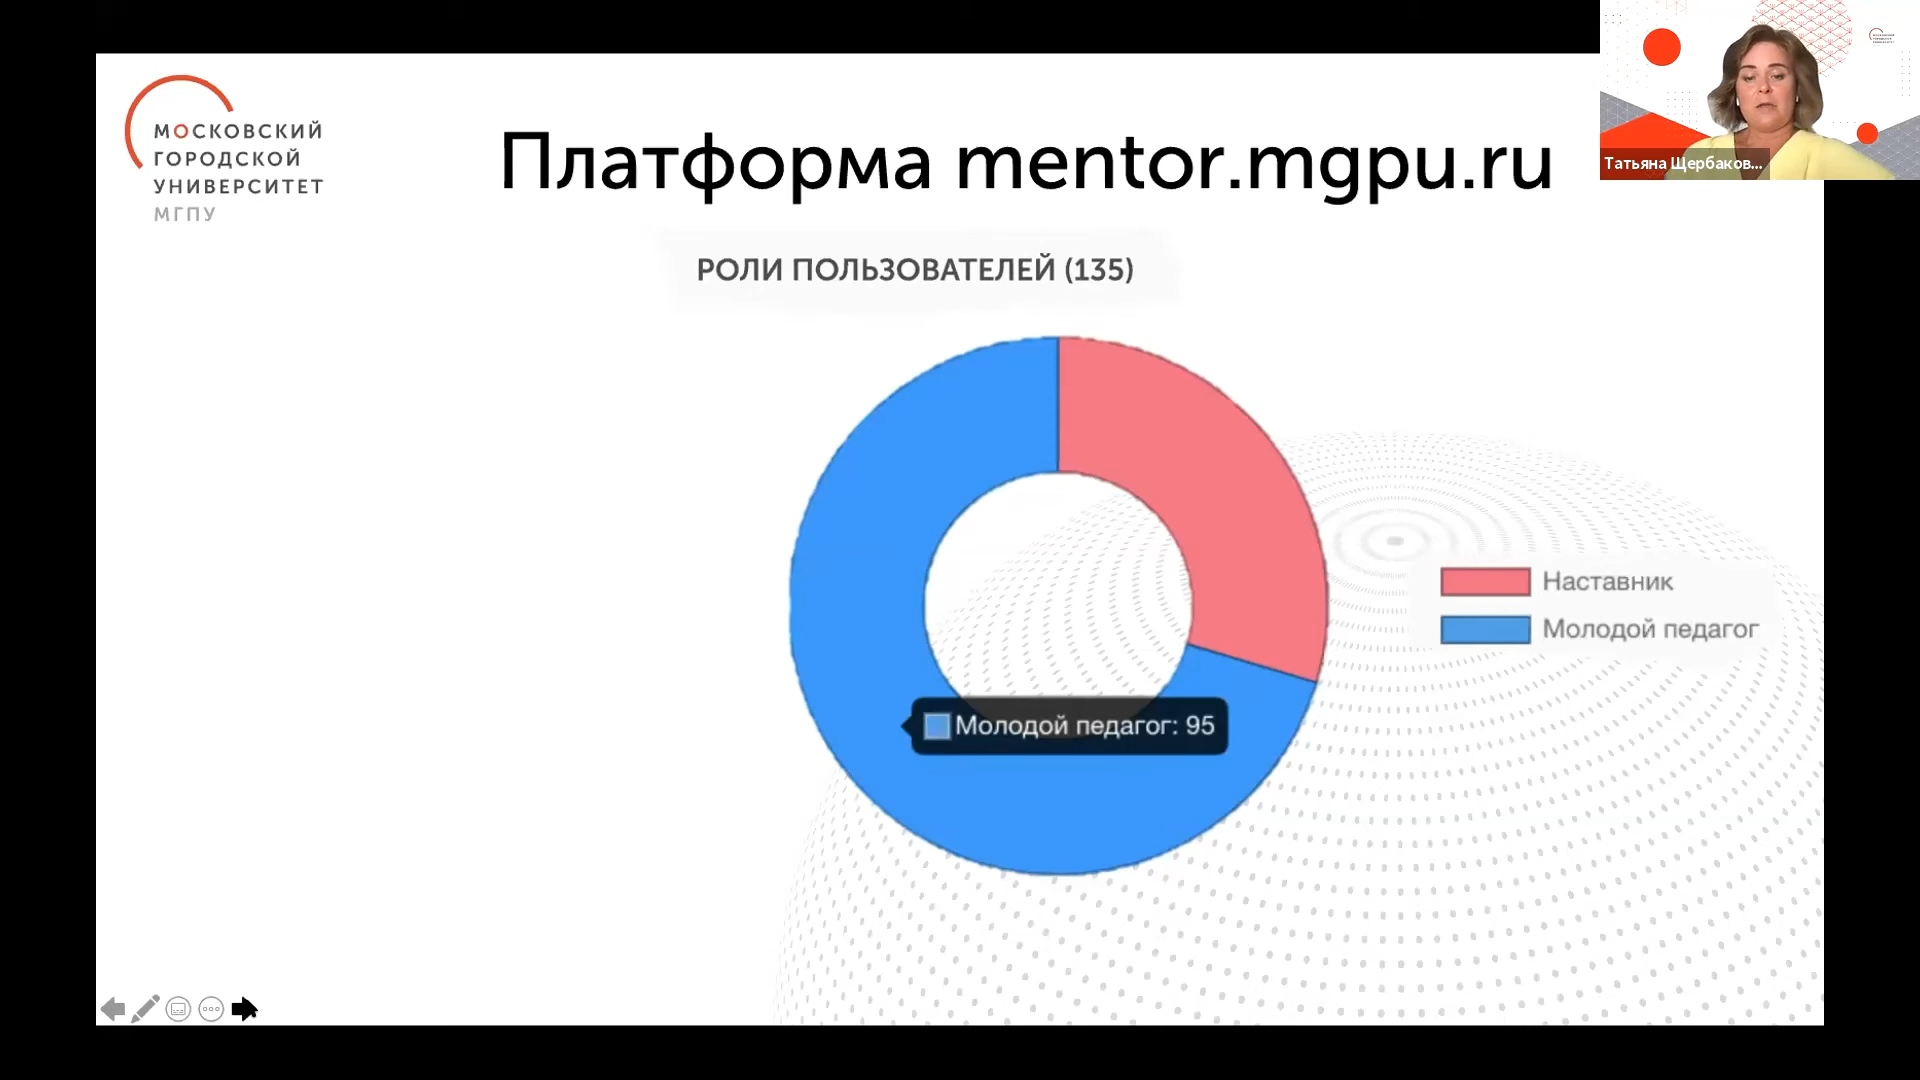 МОСКОВСКИЙ
ГОРОДСКОЙ
УНИВЕРСИТЕТ
МГПУ
Платформа mentor.mgpu.ru
Татьяна Щербаков...
РОЛИ ПОЛЬЗОВАТЕЛЕЙ (135)
Наставник
Молодой педагог
Молодой педагог: 95